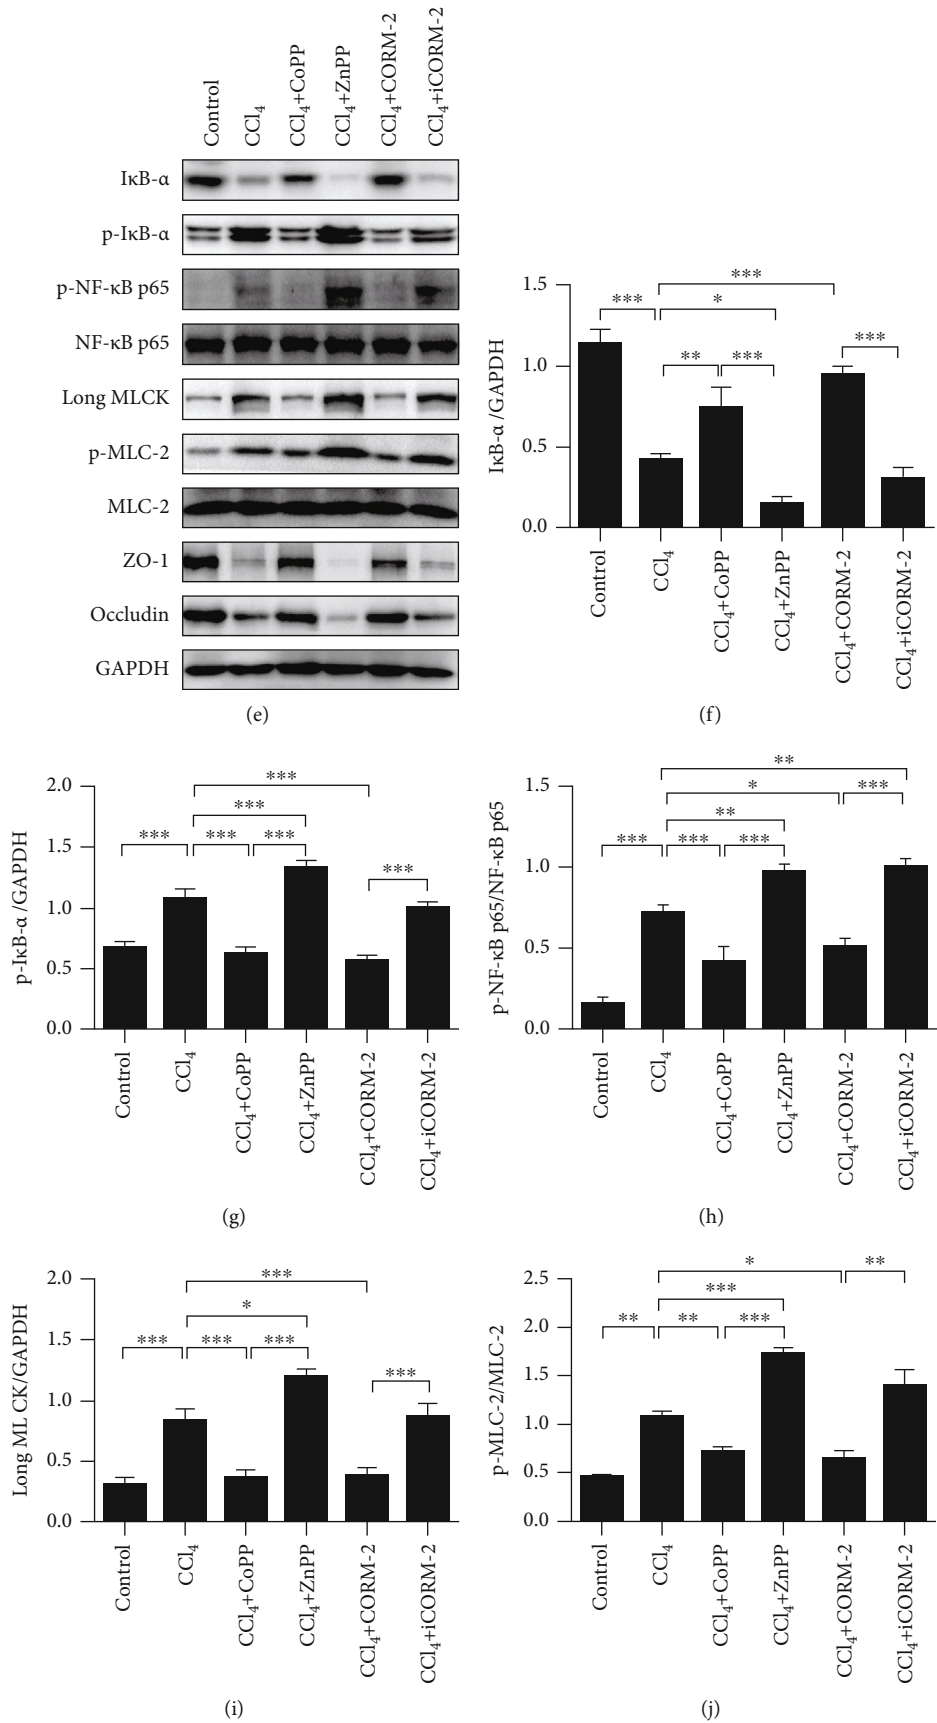 Control
CCl4
CCl4+CoPP
CCl4+ZnPP
CCl4+CORM-2
CCl4+iCORM-2
IκB-α
p-IκB-α
p-NF-κB p65
NF-κB p65
Long MLCK
p-MLC-2
MLC-2
ZO-1
Occludin
GAPDH
(e)
IκB-α /GAPDH
1.5
1.0
0.5
0.0
***
*
***
**
***
***
Control
CCl4
CCl4+CoPP
CCl4+ZnPP
CCl4+CORM-2
CCl4+iCORM-2
(f)
p-IκB-α /GAPDH
2.0
1.5
1.0
0.5
0.0
***
***
***
***
***
***
Control
CCl4
CCl4+CoPP
CCl4+ZnPP
CCl4+CORM-2
CCl4+iCORM-2
(g)
p-NF-κB p65/NF-κB p65
1.5
1.0
0.5
0.0
**
*
***
**
***
***
***
Control
CCl4
CCl4+CoPP
CCl4+ZnPP
CCl4+CORM-2
CCl4+iCORM-2
(h)
Long ML CK/GAPDH
2.0
1.5
1.0
0.5
0.0
***
*
***
***
***
***
Control
CCl4
CCl4+CoPP
CCl4+ZnPP
CCl4+CORM-2
CCl4+iCORM-2
(i)
p-MLC-2/MLC-2
2.5
2.0
1.5
1.0
0.5
0.0
*
**
***
**
**
***
Control
CCl4
CCl4+CoPP
CCl4+ZnPP
CCl4+CORM-2
CCl4+iCORM-2
(j)